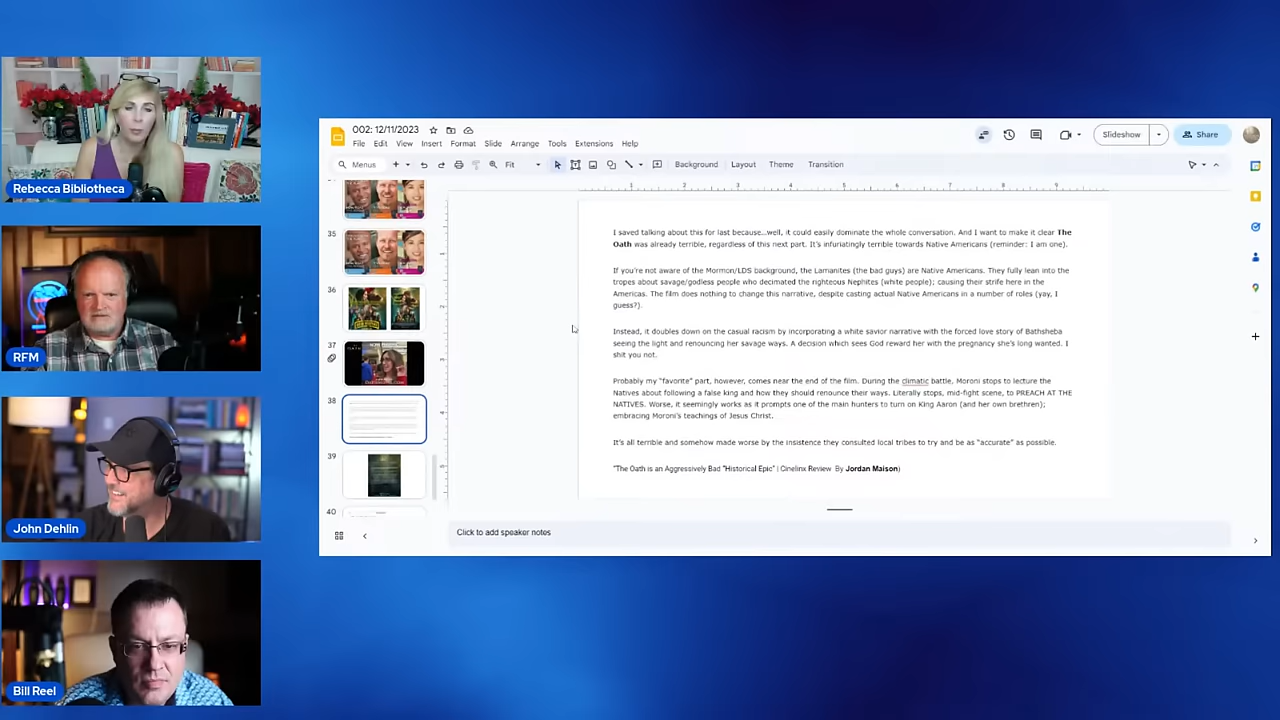 Rebecca Bibliotheca
RFM
John Dehlin
Bill Reel
002: 12/11/2023
File Edit View Insert Format Slide Arrange Tools Extensions Help
Slideshow
Share
Menus
Fit
Background
Layout
Theme
Transition
1 2 3 4 5 6 7 8 9
35
36
37
38
39
40
I saved talking about this for last because...well, it could easily dominate the whole conversation. And I want to make it clear The
Oath was already terrible, regardless of this next part. It's infuriatingly terrible towards Native Americans (reminder: I am one).
If you're not aware of the Mormon/LDS background, the Lamanites (the bad guys) are Native Americans. They fully lean into the
tropes about savage/godless people who decimated the righteous Nephites (white people); causing their strife here in the
Americas. The film does nothing to change this narrative, despite casting actual Native Americans in a number of roles (yay, I
guess?).
Instead, it doubles down on the casual racism by incorporating a white savior narrative with the forced love story of Bathsheba
seeing the light and renouncing her savage ways. A decision which sees God reward her with the pregnancy she's long wanted. I
shit you not.
Probably my "favorite" part, however, comes near the end of the film. During the climatic battle, Moroni stops to lecture the
Natives about following a false king and how they should renounce their ways. Literally stops, mid-fight scene, to PREACH AT THE
NATIVES. Worse, it seemingly works as it prompts one of the main hunters to turn on King Aaron (and her own brethren);
embracing Moroni's teachings of Jesus Christ.
It's all terrible and somehow made worse by the insistence they consulted local tribes to try and be as "accurate" as possible.
"The Oath is an Aggressively Bad "Historical Epic" | Cinelinx Review By Jordan Maison)
Click to add speaker notes